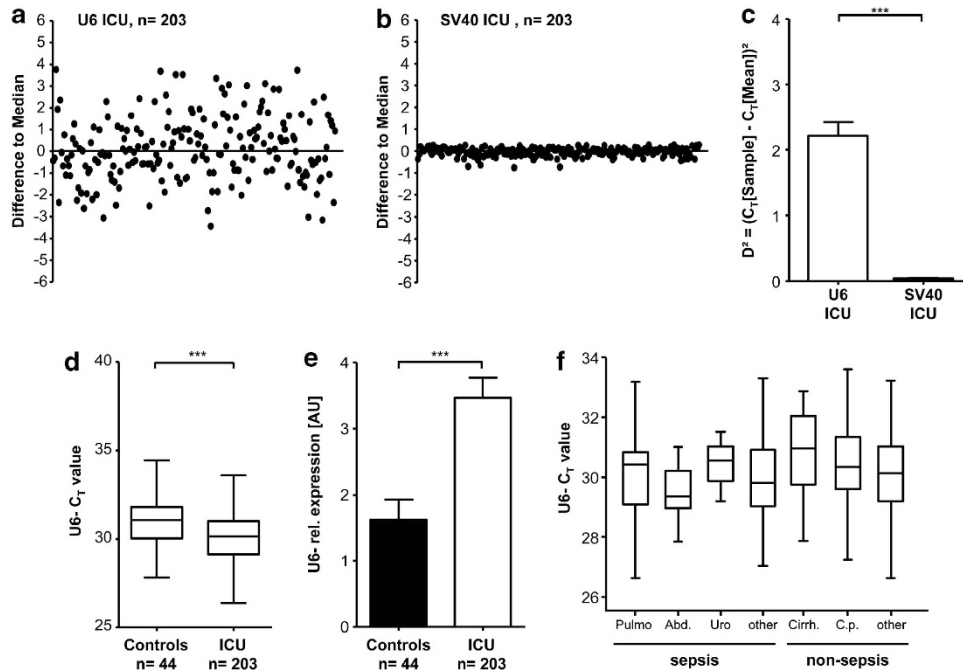 a U6 ICU, n= 203
Difference to Median
6
5
4
3
2
1
0
-1
-2
-3
-4
-5
-6
b SV40 ICU , n= 203
Difference to Median
6
5
4
3
2
1
0
-1
-2
-3
-4
-5
-6
c
***
D² = (C_T[Sample] - C_T[Mean])²
4
3
2
1
0
U6 SV40
ICU ICU
d
***
U6- C_T value
40
35
30
25
Controls ICU
n= 44 n= 203
e
***
U6- rel. expression [AU]
4
3
2
1
0
Controls ICU
n= 44 n= 203
f
U6- C_T value
34
32
30
28
26
Pulmo Abd. Uro other Cirrh. C.p. other
sepsis non-sepsis